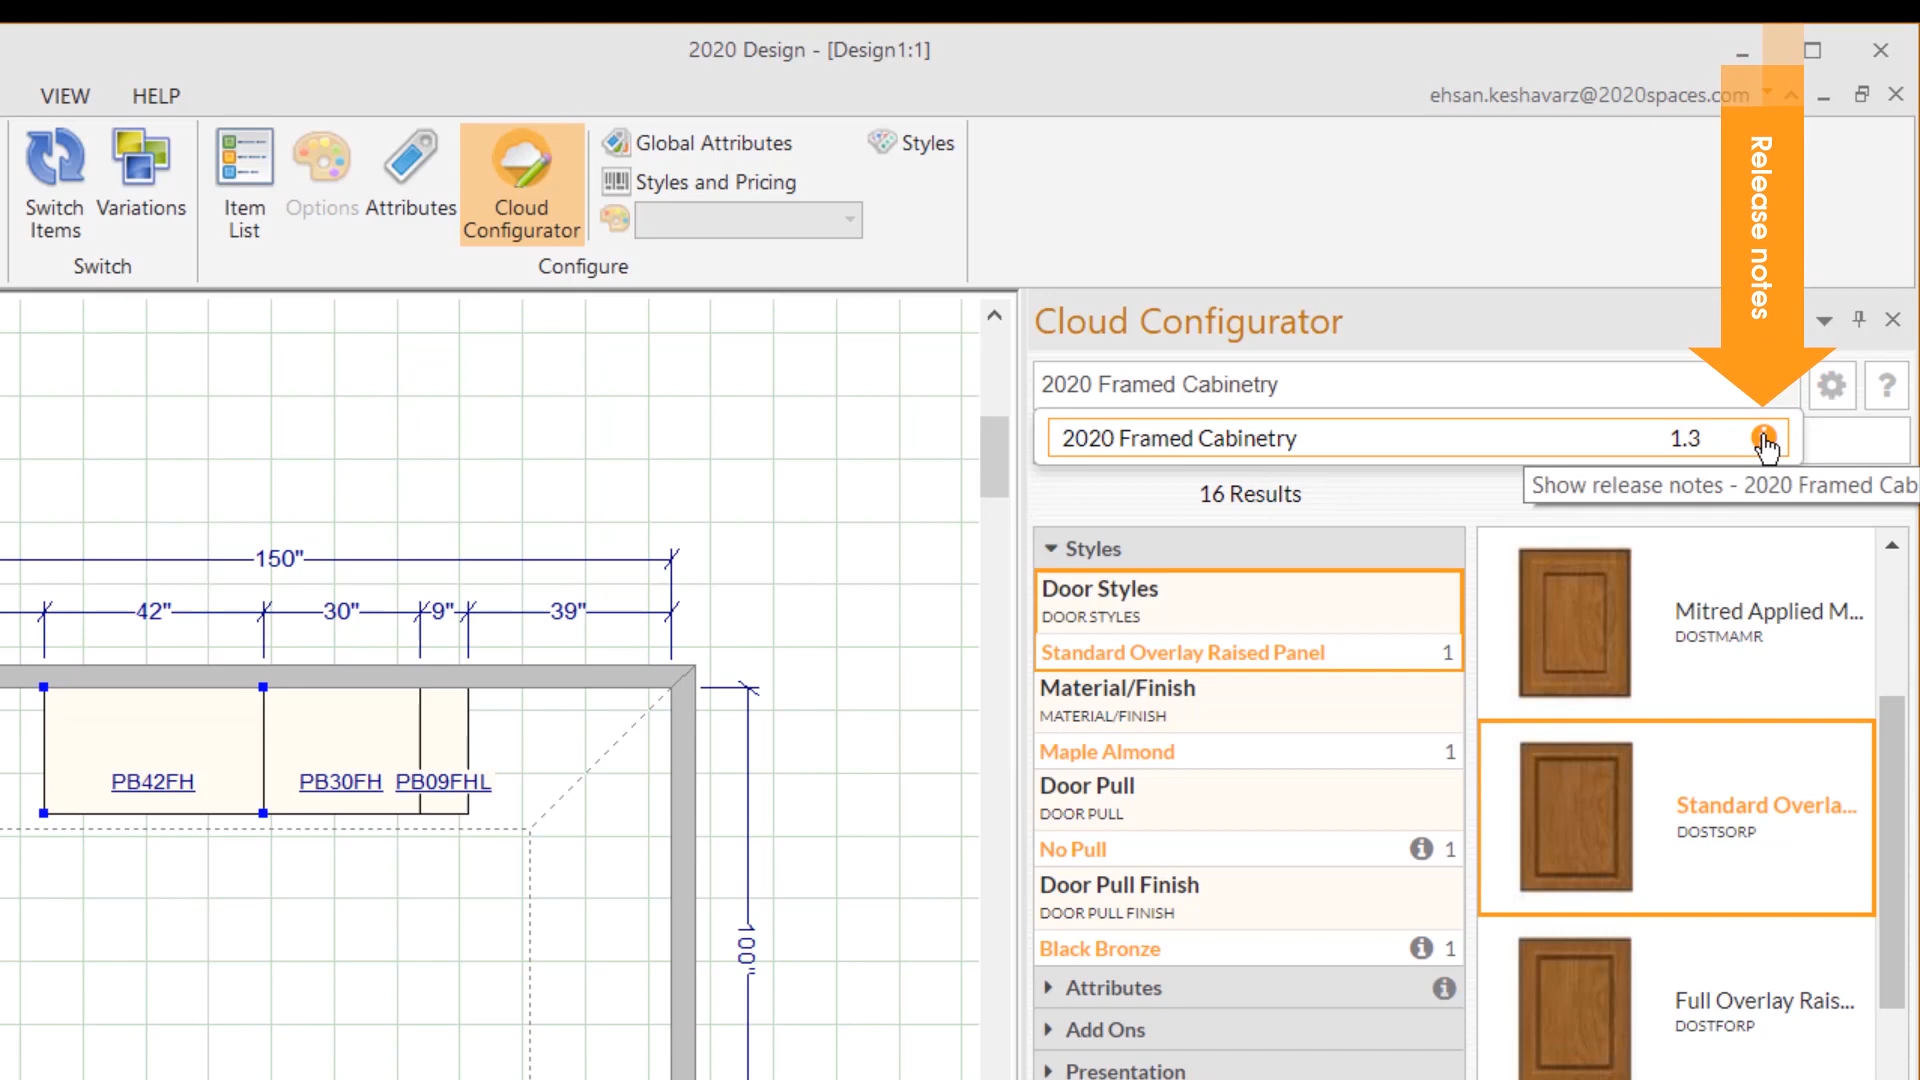 2020 Design - [Design1:1]
VIEW
HELP
ehsan.keshavarz@2020spaces.com
Switch
Items
Variations
Switch
Item
List
Options
Attributes
Cloud
Configurator
Global Attributes
Styles and Pricing
Styles
Configure
Release notes
Cloud Configurator
2020 Framed Cabinetry
?
2020 Framed Cabinetry 1.3
Show release notes - 2020 Framed Cab
16 Results
150"
42"
30"
9"
39"
PB42FH
PB30FH
PB09FHL
100"
Styles
Door Styles
DOOR STYLES
Standard Overlay Raised Panel 1
Material/Finish
MATERIAL/FINISH
Maple Almond 1
Door Pull
DOOR PULL
No Pull i 1
Door Pull Finish
DOOR PULL FINISH
Black Bronze i 1
Attributes i
Add Ons
Presentation
Mitred Applied M...
DOSTMAMR
Standard Overla...
DOSTSORP
Full Overlay Rais...
DOSTFORP